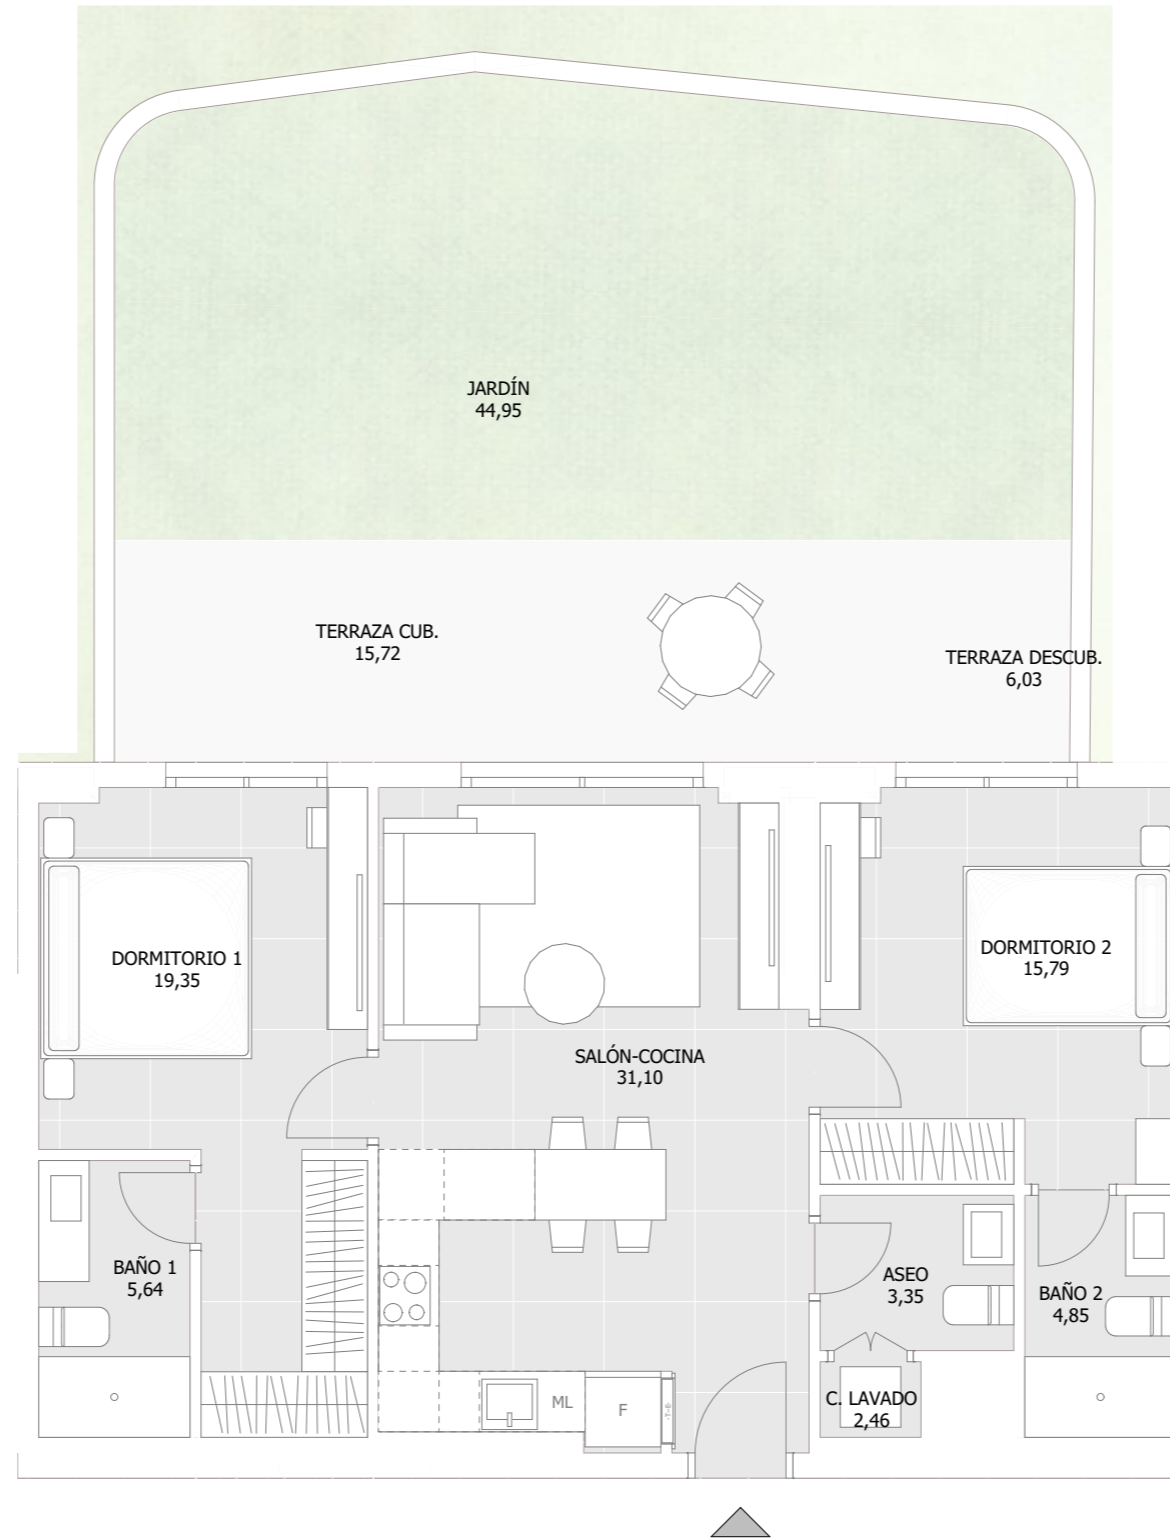 JARDÍN
44,95
TERRAZA CUB.
15,72
TERRAZA DESCUB.
6,03
DORMITORIO 1
19,35
DORMITORIO 2
15,79
SALÓN-COCINA
31,10
BAÑO 1
5,64
ASEO
3,35
BAÑO 2
4,85
C. LAVADO
2,46
ML
F